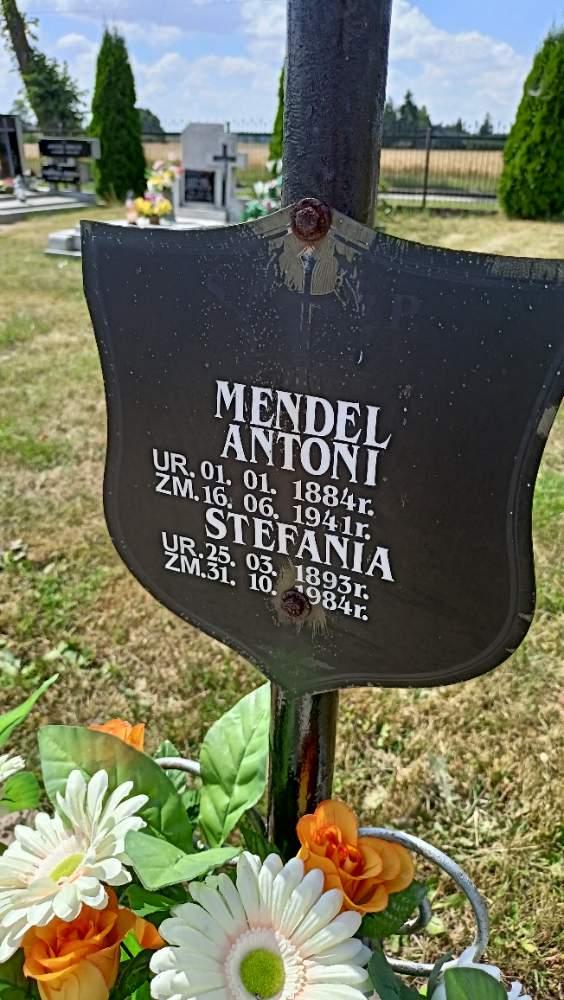 MENDEL
ANTONI
UR. 01. 01. 1884r.
ZM. 16. 06. 1941r.
STEFANIA
UR. 25. 03. 1893r.
ZM. 31. 10. 1984r.